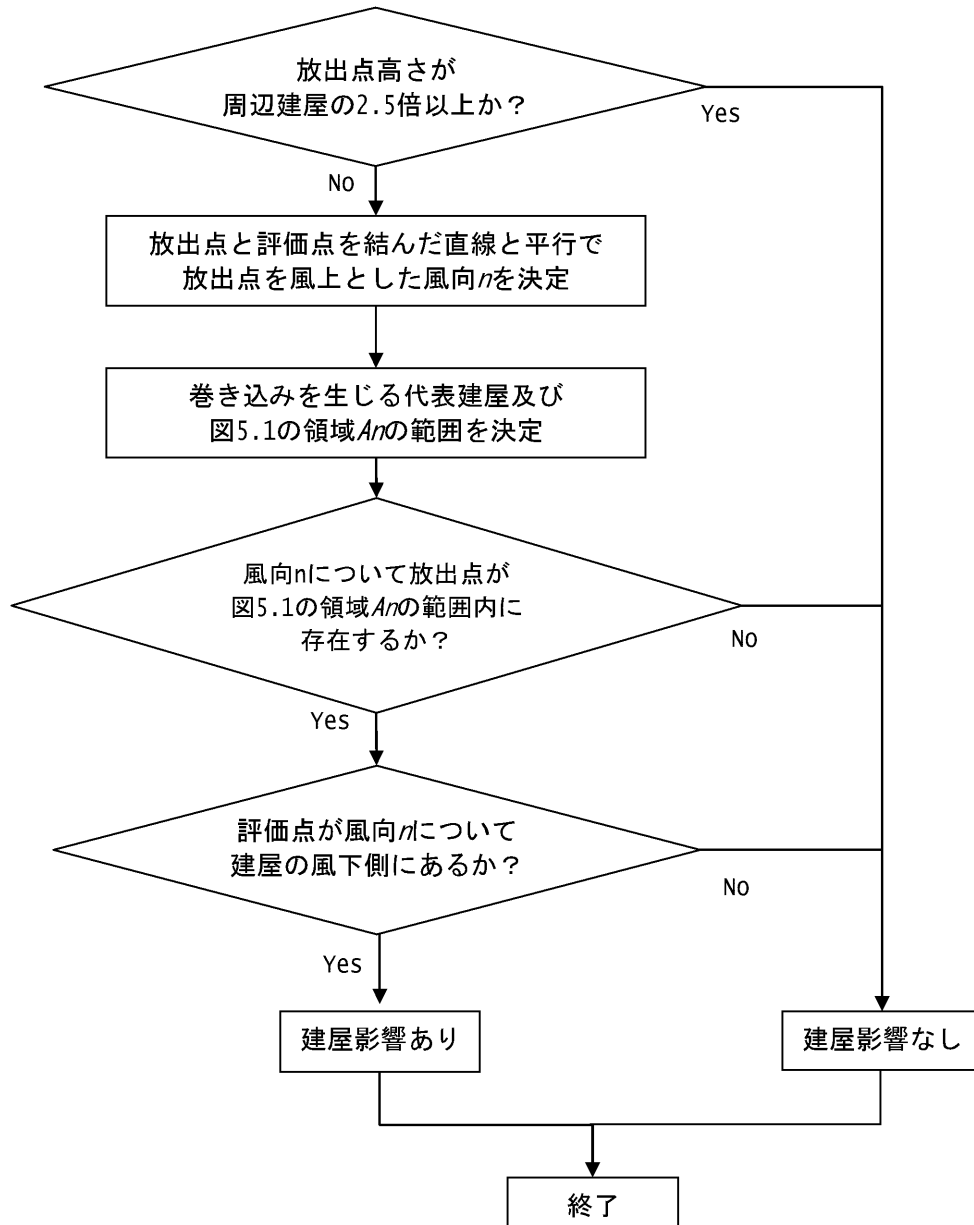 放出点高さが
周辺建屋の2.5倍以上か？
Yes
No
放出点と評価点を結んだ直線と平行で
放出点を風上とした風向nを決定
巻き込みを生じる代表建屋及び
図5.1の領域Anの範囲を決定
風向nについて放出点が
図5.1の領域Anの範囲内に
存在するか？
No
Yes
評価点が風向nについて
建屋の風下側にあるか？
No
Yes
建屋影響あり
建屋影響なし
終了